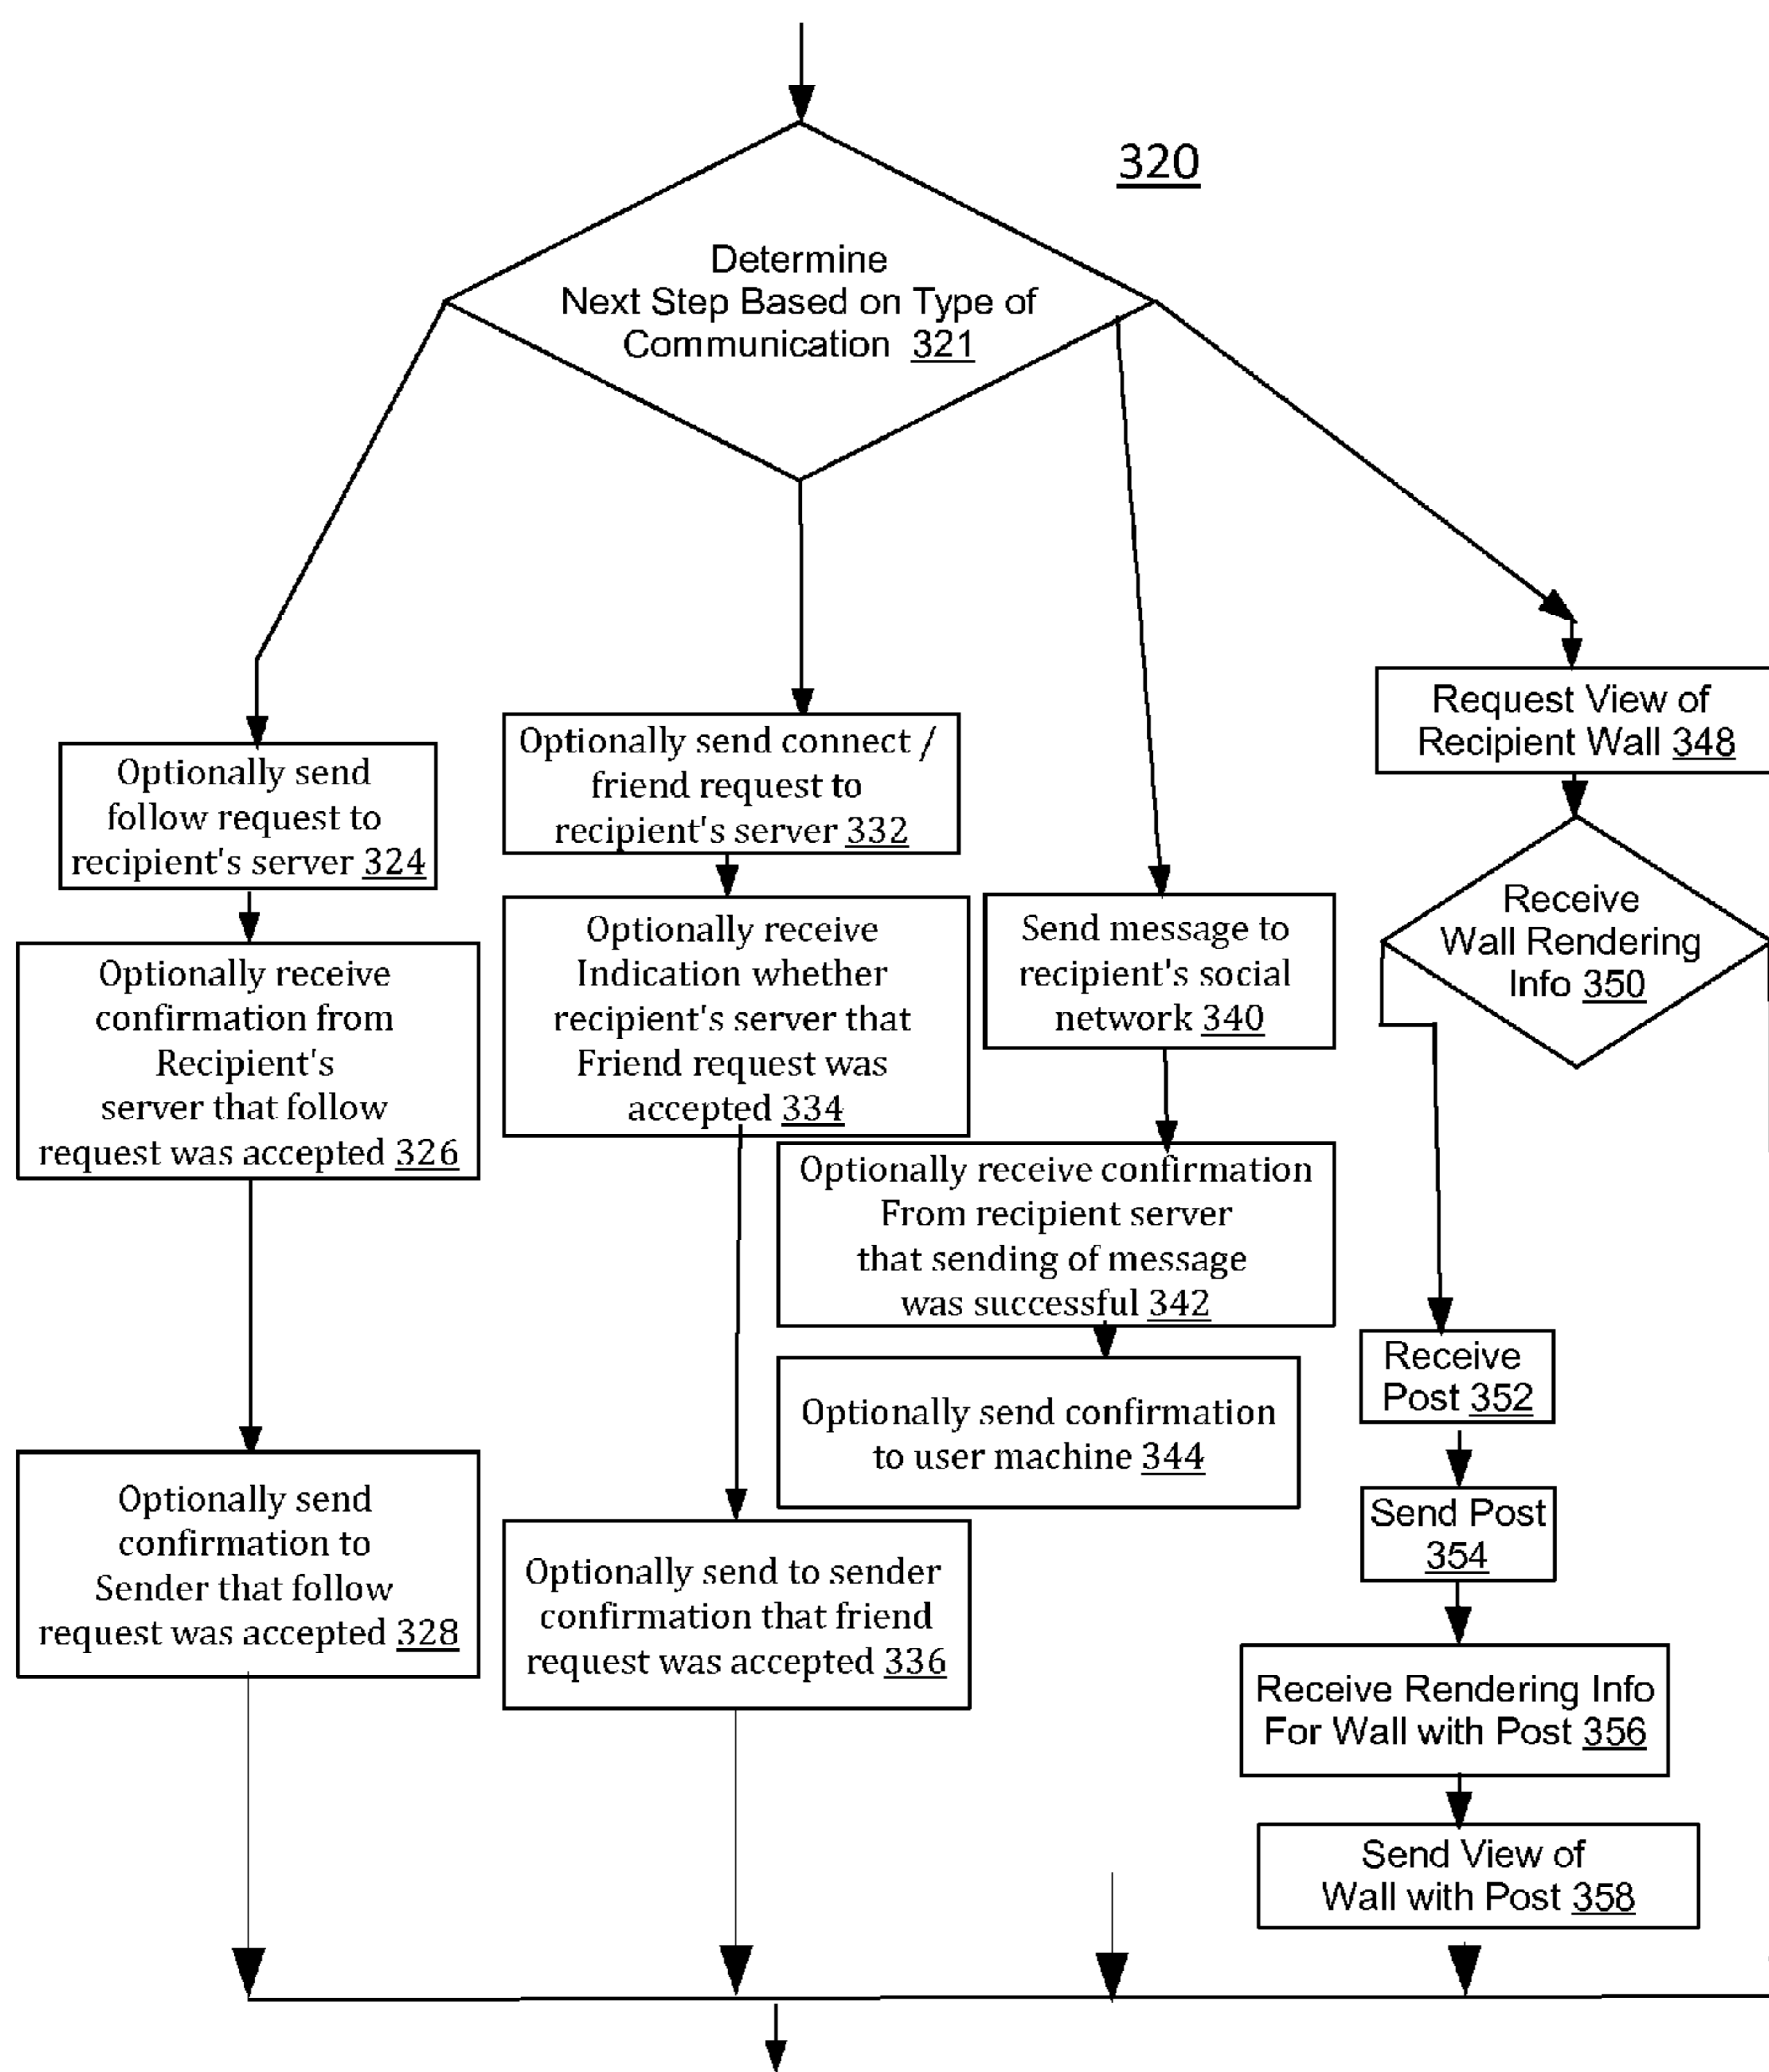 320
Determine
Next Step Based on Type of
Communication 321
Optionally send
follow request to
recipient's server 324
Optionally receive
confirmation from
Recipient's
server that follow
request was accepted 326
Optionally send
confirmation to
Sender that follow
request was accepted 328
Optionally send connect /
friend request to
recipient's server 332
Optionally receive
Indication whether
recipient's server that
Friend request was
accepted 334
Optionally send to sender
confirmation that friend
request was accepted 336
Send message to
recipient's social
network 340
Optionally receive confirmation
From recipient server
that sending of message
was successful 342
Optionally send confirmation
to user machine 344
Request View of
Recipient Wall 348
Receive
Wall Rendering
Info 350
Receive
Post 352
Send Post
354
Receive Rendering Info
For Wall with Post 356
Send View of
Wall with Post 358